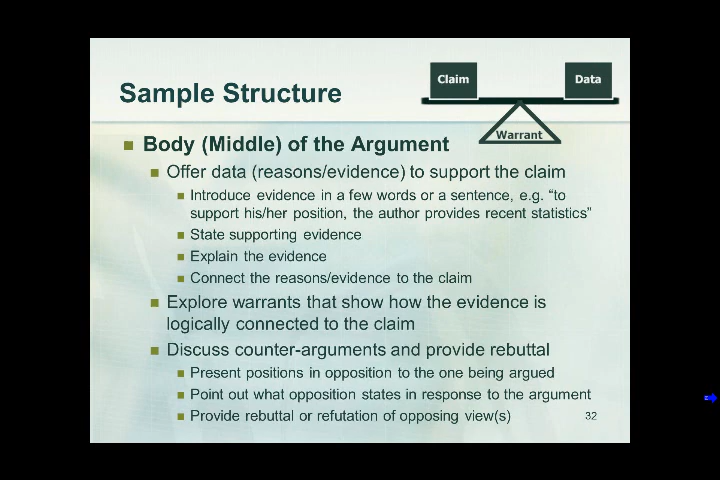 Claim
Data
Sample Structure
Warrant
Body (Middle) of the Argument
Offer data (reasons/evidence) to support the claim
Introduce evidence in a few words or a sentence, e.g. “to
support his/her position, the author provides recent statistics”
State supporting evidence
Explain the evidence
Connect the reasons/evidence to the claim
Explore warrants that show how the evidence is
logically connected to the claim
Discuss counter-arguments and provide rebuttal
Present positions in opposition to the one being argued
Point out what opposition states in response to the argument
Provide rebuttal or refutation of opposing view(s)
32